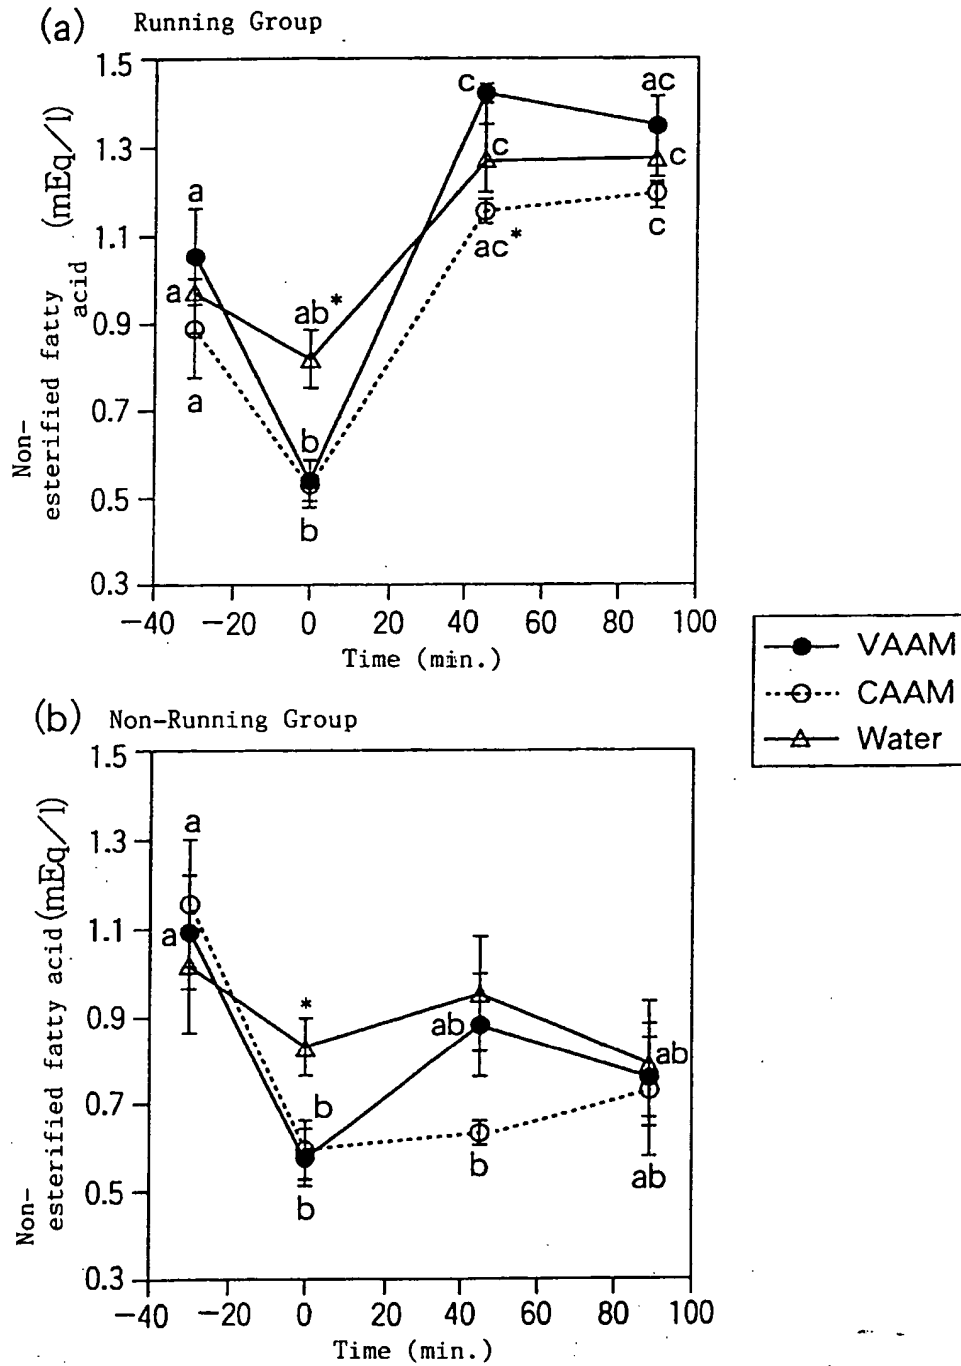 (a) Running Group
1.5
1.3
1.1
0.9
0.7
0.5
0.3
Non-
esterified fatty
acid (mEq/l)
a
a
a
ab*
b
b
c
c
ac*
ac
c
c
−40 −20 0 20 40 60 80 100
Time (min.)
VAAM
CAAM
Water
(b) Non-Running Group
1.5
1.3
1.1
0.9
0.7
0.5
0.3
Non-
esterified fatty acid (mEq/l)
a
a
*
b
b
ab
b
ab
ab
−40 −20 0 20 40 60 80 100
Time (min.)